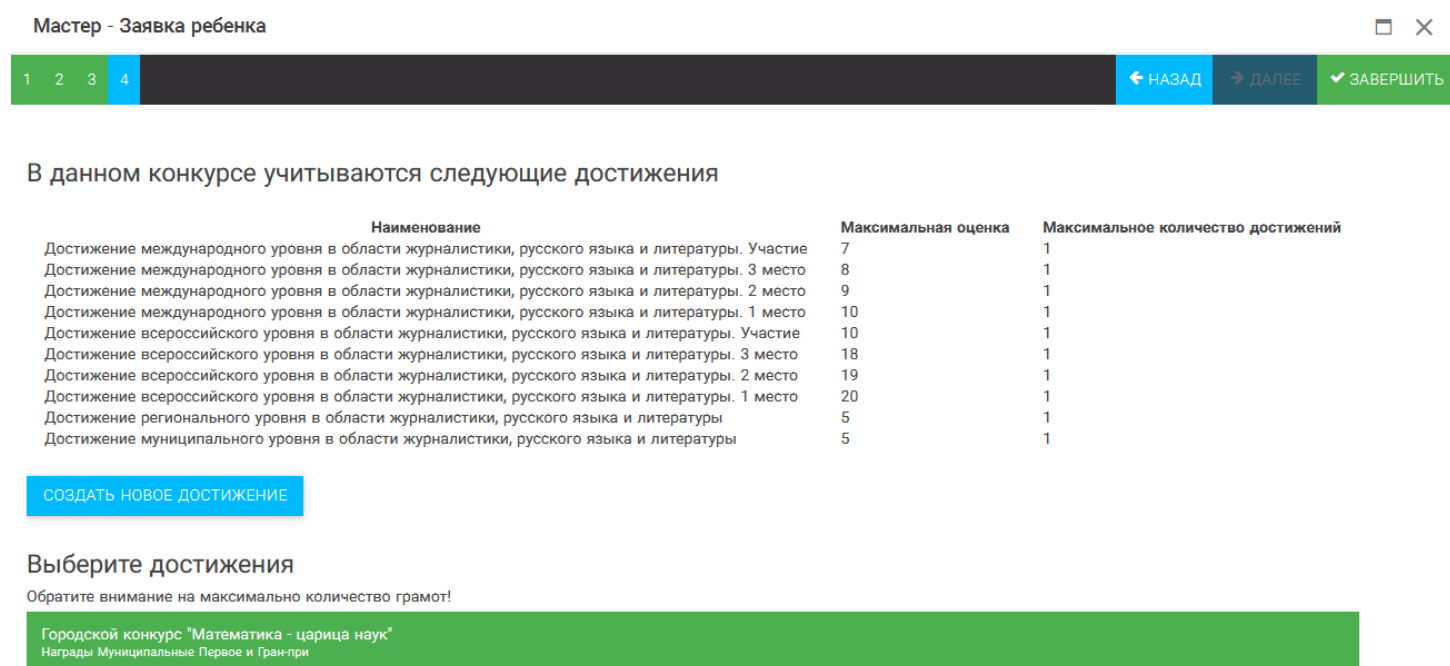 Мастер - Заявка ребенка
1 2 3 4 НАЗАД ДАЛЕЕ ЗАВЕРШИТЬ
В данном конкурсе учитываются следующие достижения
Наименование Максимальная оценка Максимальное количество достижений
Достижение международного уровня в области журналистики, русского языка и литературы. Участие 7 1
Достижение международного уровня в области журналистики, русского языка и литературы. 3 место 8 1
Достижение международного уровня в области журналистики, русского языка и литературы. 2 место 9 1
Достижение международного уровня в области журналистики, русского языка и литературы. 1 место 10 1
Достижение всероссийского уровня в области журналистики, русского языка и литературы. Участие 10 1
Достижение всероссийского уровня в области журналистики, русского языка и литературы. 3 место 18 1
Достижение всероссийского уровня в области журналистики, русского языка и литературы. 2 место 19 1
Достижение всероссийского уровня в области журналистики, русского языка и литературы. 1 место 20 1
Достижение регионального уровня в области журналистики, русского языка и литературы 5 1
Достижение муниципального уровня в области журналистики, русского языка и литературы 5 1
СОЗДАТЬ НОВОЕ ДОСТИЖЕНИЕ
Выберите достижения
Обратите внимание на максимально количество грамот!
Городской конкурс "Математика - царица наук"
Награды Муниципальные Первое и Гран-при